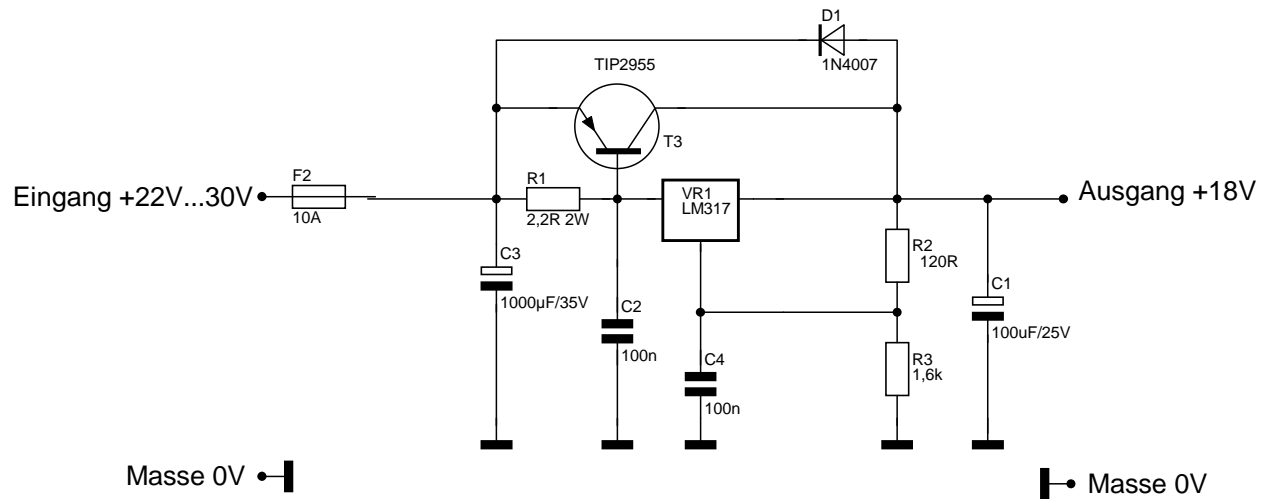 D1
1N4007
TIP2955
T3
F2
10A
Eingang +22V...30V
R1
2,2R 2W
VR1
LM317
Ausgang +18V
C3
1000µF/35V
C2
100n
C4
100n
R2
120R
R3
1,6k
C1
100uF/25V
Masse 0V
Masse 0V